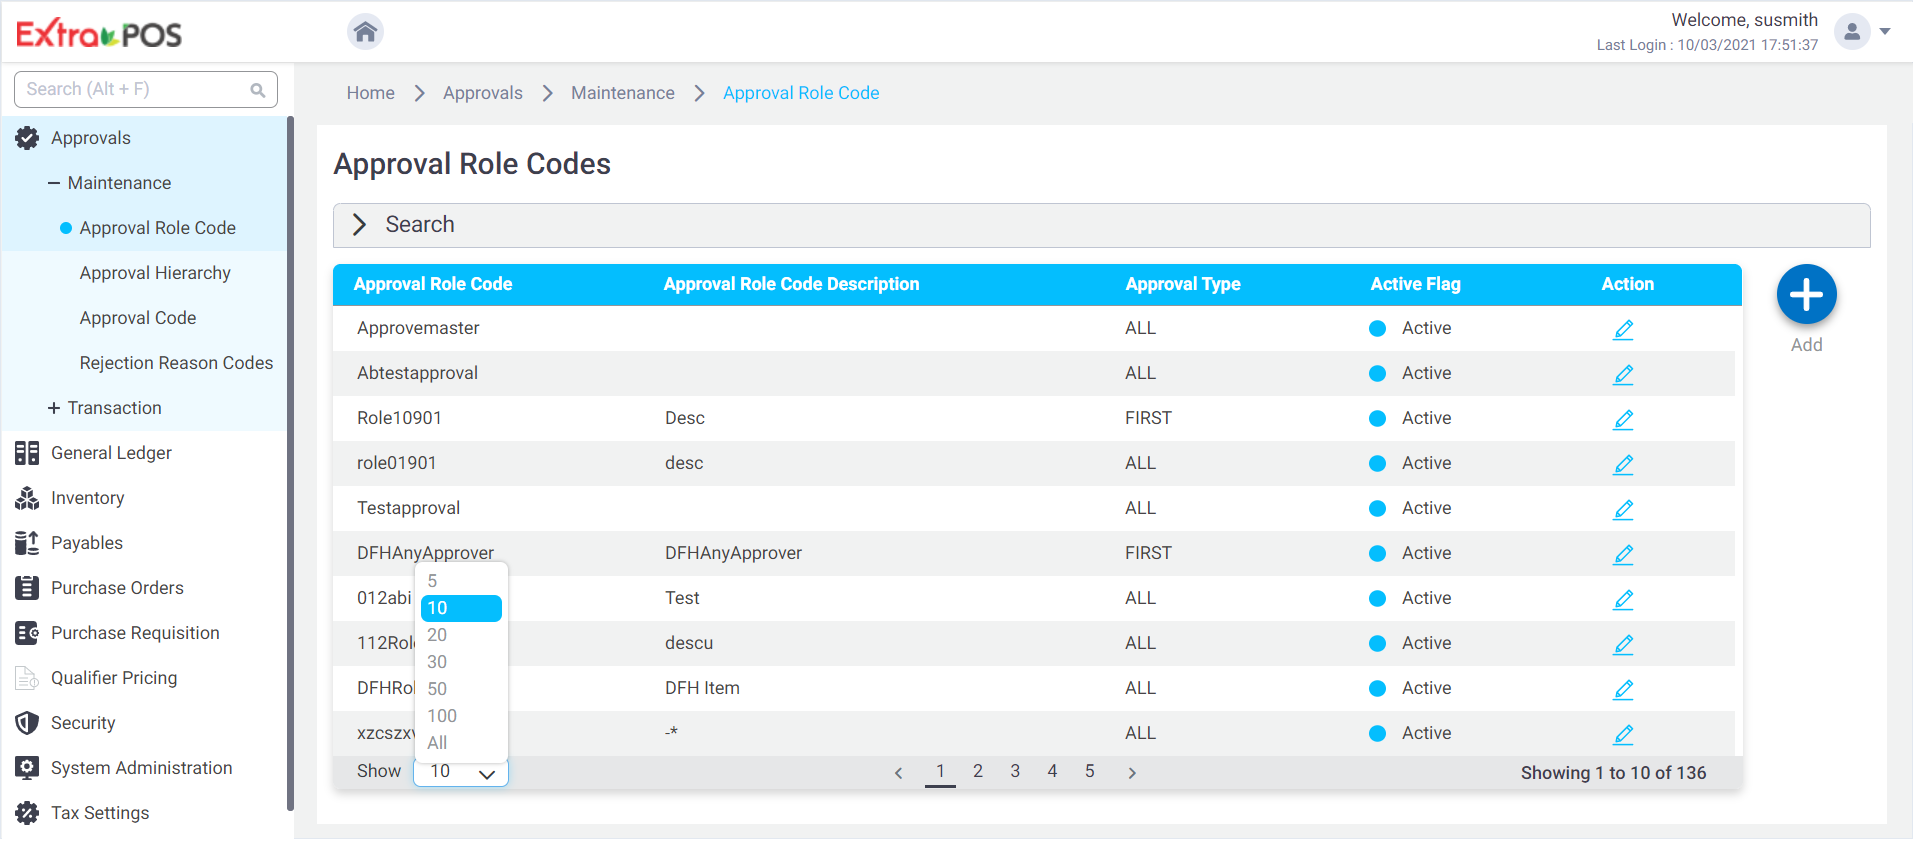 ExtraPOS
Welcome, susmith
Last Login : 10/03/2021 17:51:37
Search (Alt + F)
Approvals
Maintenance
Approval Role Code
Approval Hierarchy
Approval Code
Rejection Reason Codes
Transaction
General Ledger
Inventory
Payables
Purchase Orders
Purchase Requisition
Qualifier Pricing
Security
System Administration
Tax Settings
Home > Approvals > Maintenance > Approval Role Code
Approval Role Codes
Search
Approval Role Code Approval Role Code Description Approval Type Active Flag Action
Approvemaster ALL Active
Abtestapproval ALL Active
Role10901 Desc FIRST Active
role01901 desc ALL Active
Testapproval ALL Active
DFHAnyApprover DFHAnyApprover FIRST Active
012abi Test ALL Active
112Role descu ALL Active
DFHRol DFH Item ALL Active
xzcszxv -* ALL Active
5
10
20
30
50
100
All
Show 10 < 1 2 3 4 5 > Showing 1 to 10 of 136
Add